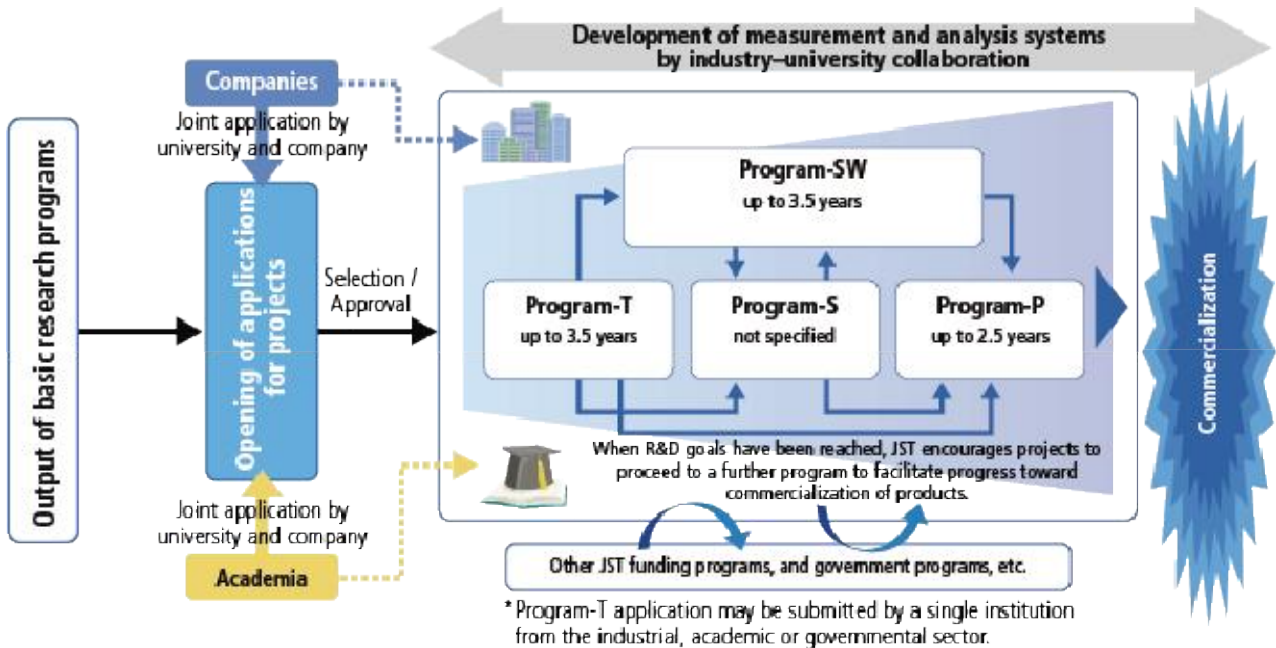 Development of measurement and analysis systems
by industry–university collaboration
Companies
Joint application by
university and company
Output of basic research programs
Opening of applications
for projects
Selection /
Approval
Program-SW
up to 3.5 years
Program-T
up to 3.5 years
Program-S
not specified
Program-P
up to 2.5 years
Commercialization
When R&D goals have been reached, JST encourages projects to
proceed to a further program to facilitate progress toward
commercialization of products.
Joint application by
university and company
Academia
Other JST funding programs, and government programs, etc.
* Program-T application may be submitted by a single institution
from the industrial, academic or governmental sector.